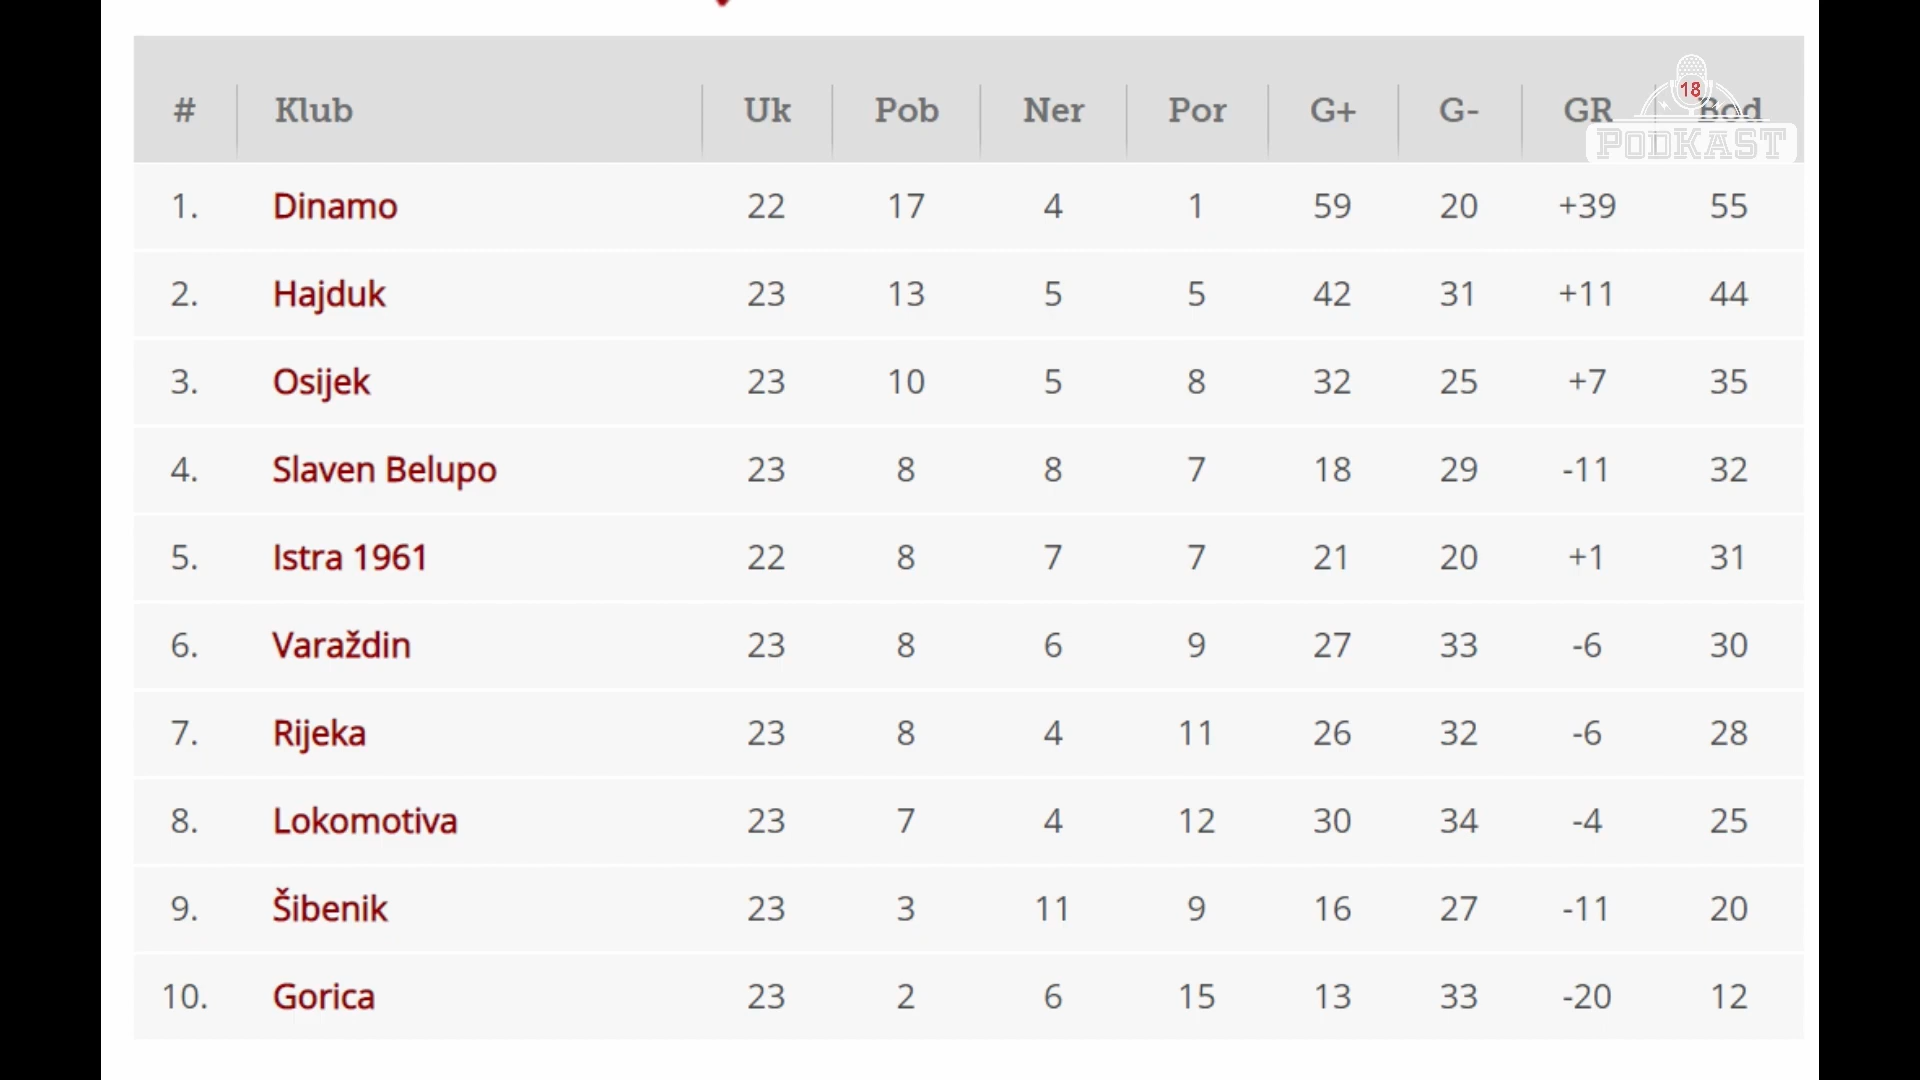 # Klub Uk Pob Ner Por G+ G- GR Bod
18
PODKAST
1. Dinamo 22 17 4 1 59 20 +39 55
2. Hajduk 23 13 5 5 42 31 +11 44
3. Osijek 23 10 5 8 32 25 +7 35
4. Slaven Belupo 23 8 8 7 18 29 -11 32
5. Istra 1961 22 8 7 7 21 20 +1 31
6. Varaždin 23 8 6 9 27 33 -6 30
7. Rijeka 23 8 4 11 26 32 -6 28
8. Lokomotiva 23 7 4 12 30 34 -4 25
9. Šibenik 23 3 11 9 16 27 -11 20
10. Gorica 23 2 6 15 13 33 -20 12